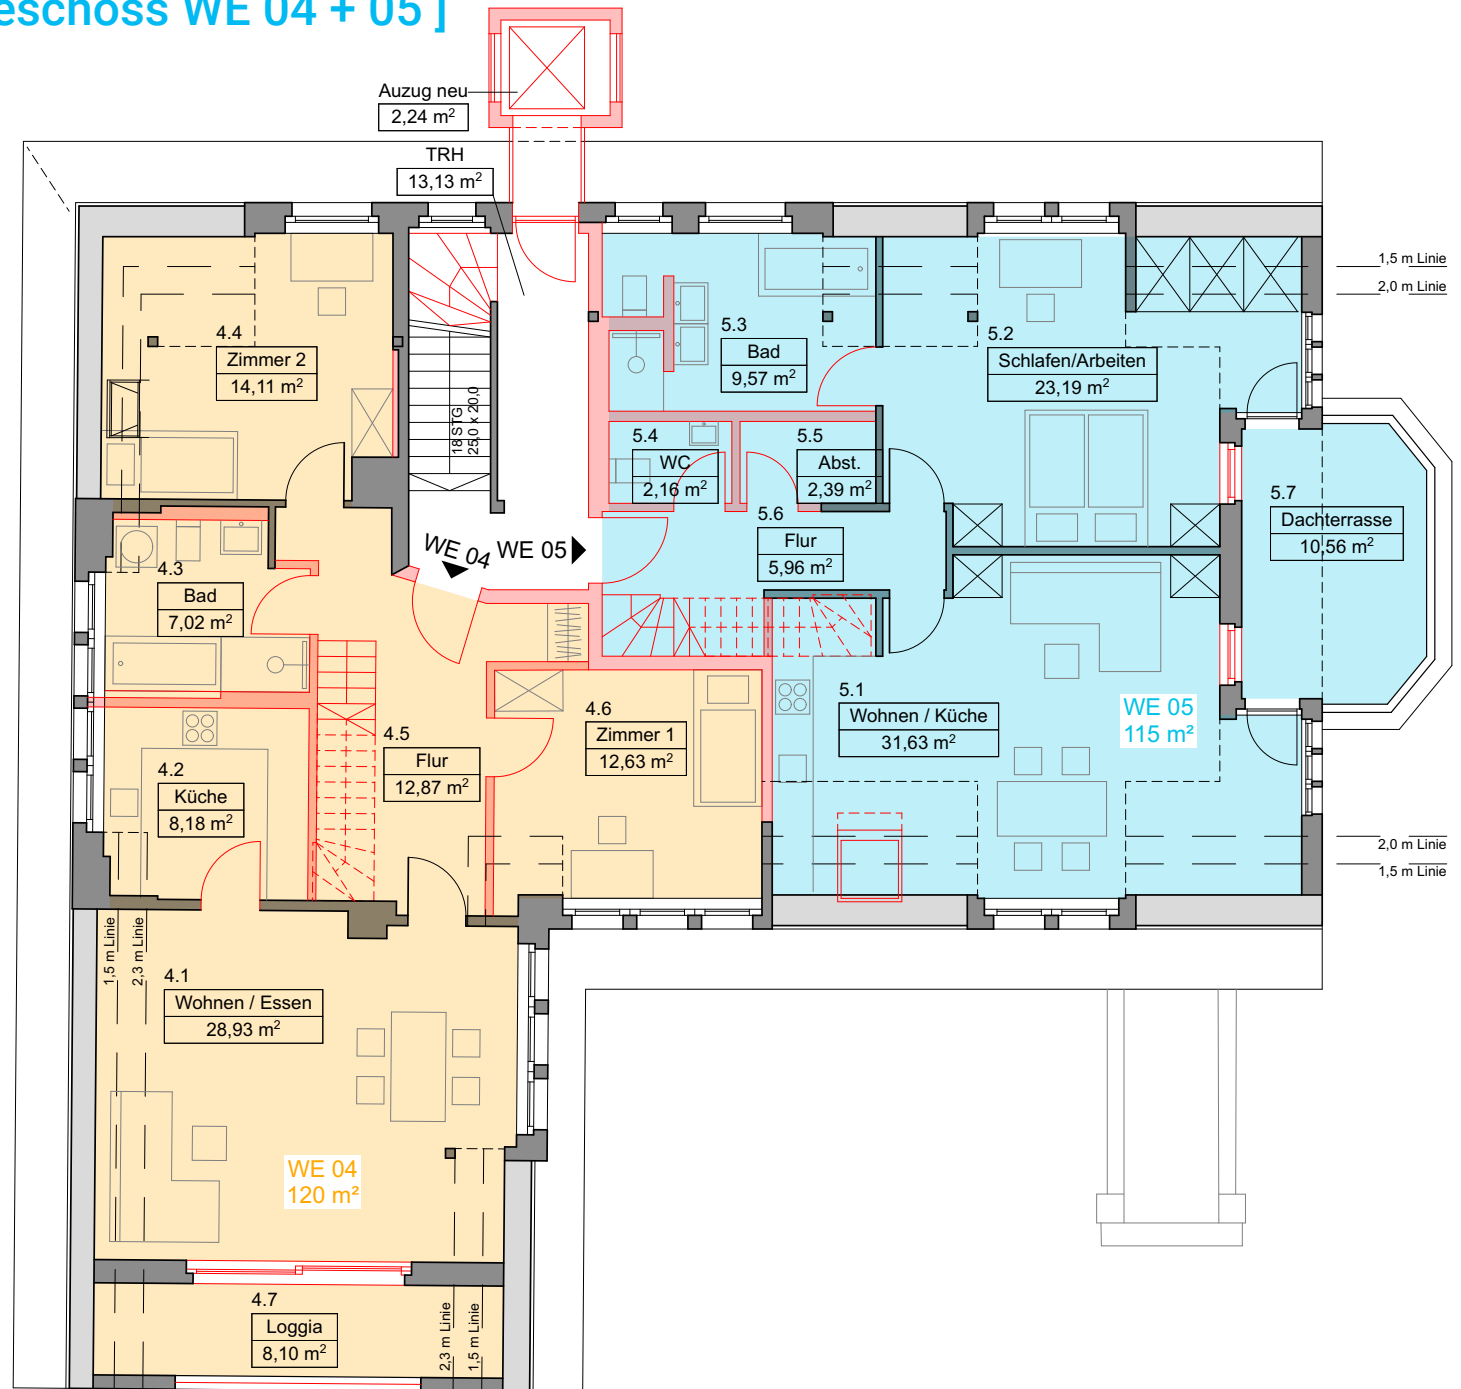 eschoss WE 04 + 05 ]
Auzug neu
2,24 m²
TRH
13,13 m²
1,5 m Linie
2,0 m Linie
4.4
Zimmer 2
14,11 m²
18 STG
25,0 x 20,0
5.3
Bad
9,57 m²
5.2
Schlafen/Arbeiten
23,19 m²
5.4
WC
2,16 m²
5.5
Abst.
2,39 m²
5.6
Flur
5,96 m²
5.7
Dachterrasse
10,56 m²
WE 04
WE 05
4.3
Bad
7,02 m²
4.2
Küche
8,18 m²
4.5
Flur
12,87 m²
4.6
Zimmer 1
12,63 m²
5.1
Wohnen / Küche
31,63 m²
WE 05
115 m²
2,0 m Linie
1,5 m Linie
1,5 m Linie
2,3 m Linie
4.1
Wohnen / Essen
28,93 m²
WE 04
120 m²
4.7
Loggia
8,10 m²
2,3 m Linie
1,5 m Linie